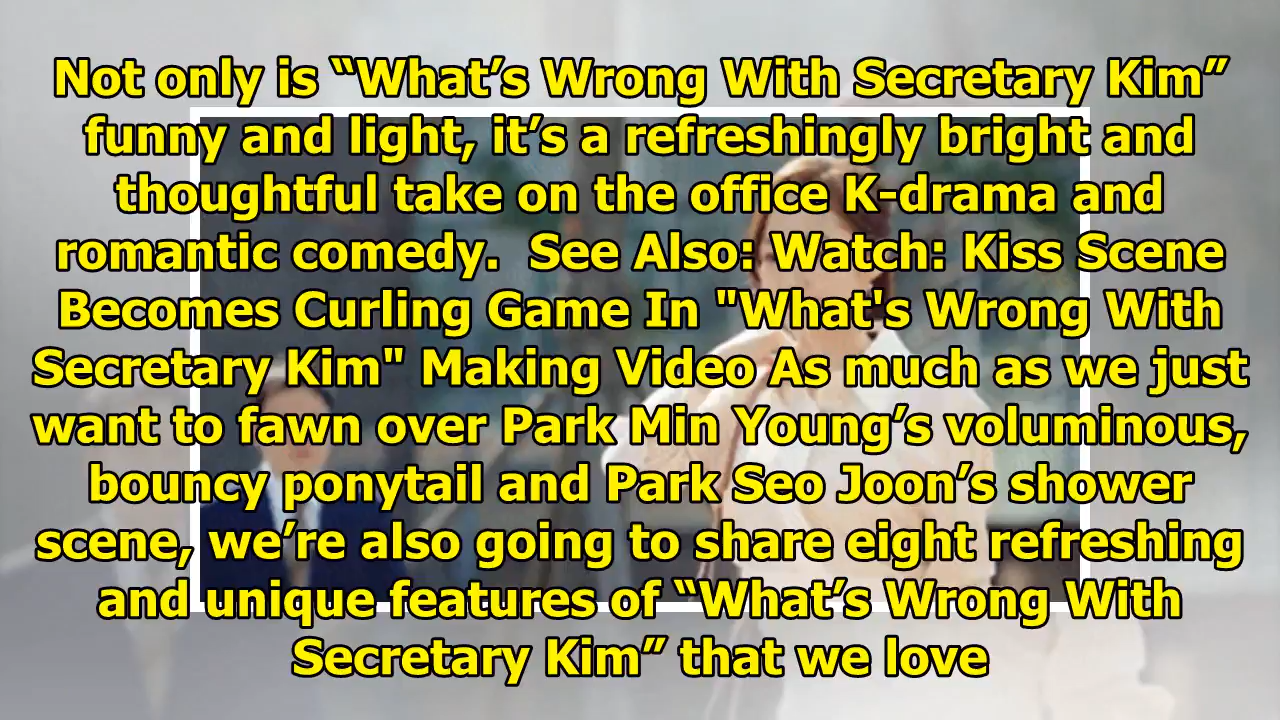 Not only is “What’s Wrong With Secretary Kim”
funny and light, it’s a refreshingly bright and
thoughtful take on the office K-drama and
romantic comedy.  See Also: Watch: Kiss Scene
Becomes Curling Game In "What's Wrong With
Secretary Kim" Making Video As much as we just
want to fawn over Park Min Young’s voluminous,
bouncy ponytail and Park Seo Joon’s shower
scene, we’re also going to share eight refreshing
and unique features of “What’s Wrong With
Secretary Kim” that we love